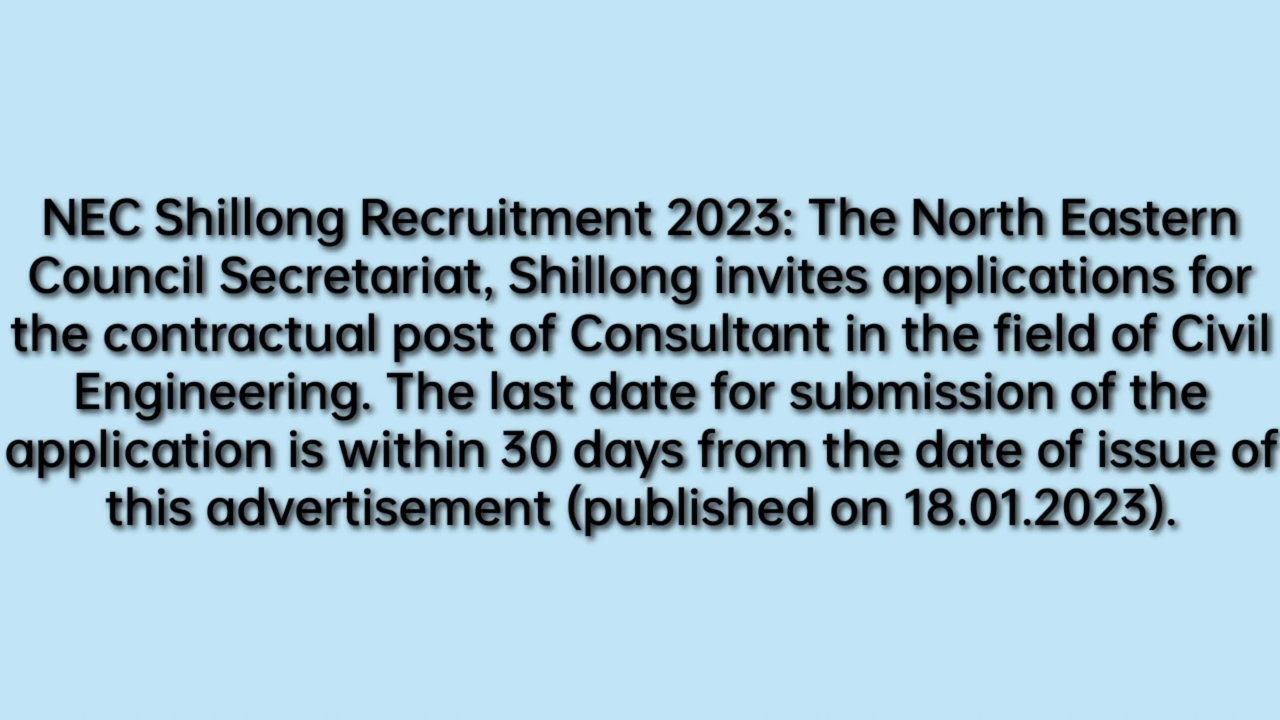 NEC Shillong Recruitment 2023: The North Eastern
Council Secretariat, Shillong invites applications for
the contractual post of Consultant in the field of Civil
Engineering. The last date for submission of the
application is within 30 days from the date of issue of
this advertisement (published on 18.01.2023).